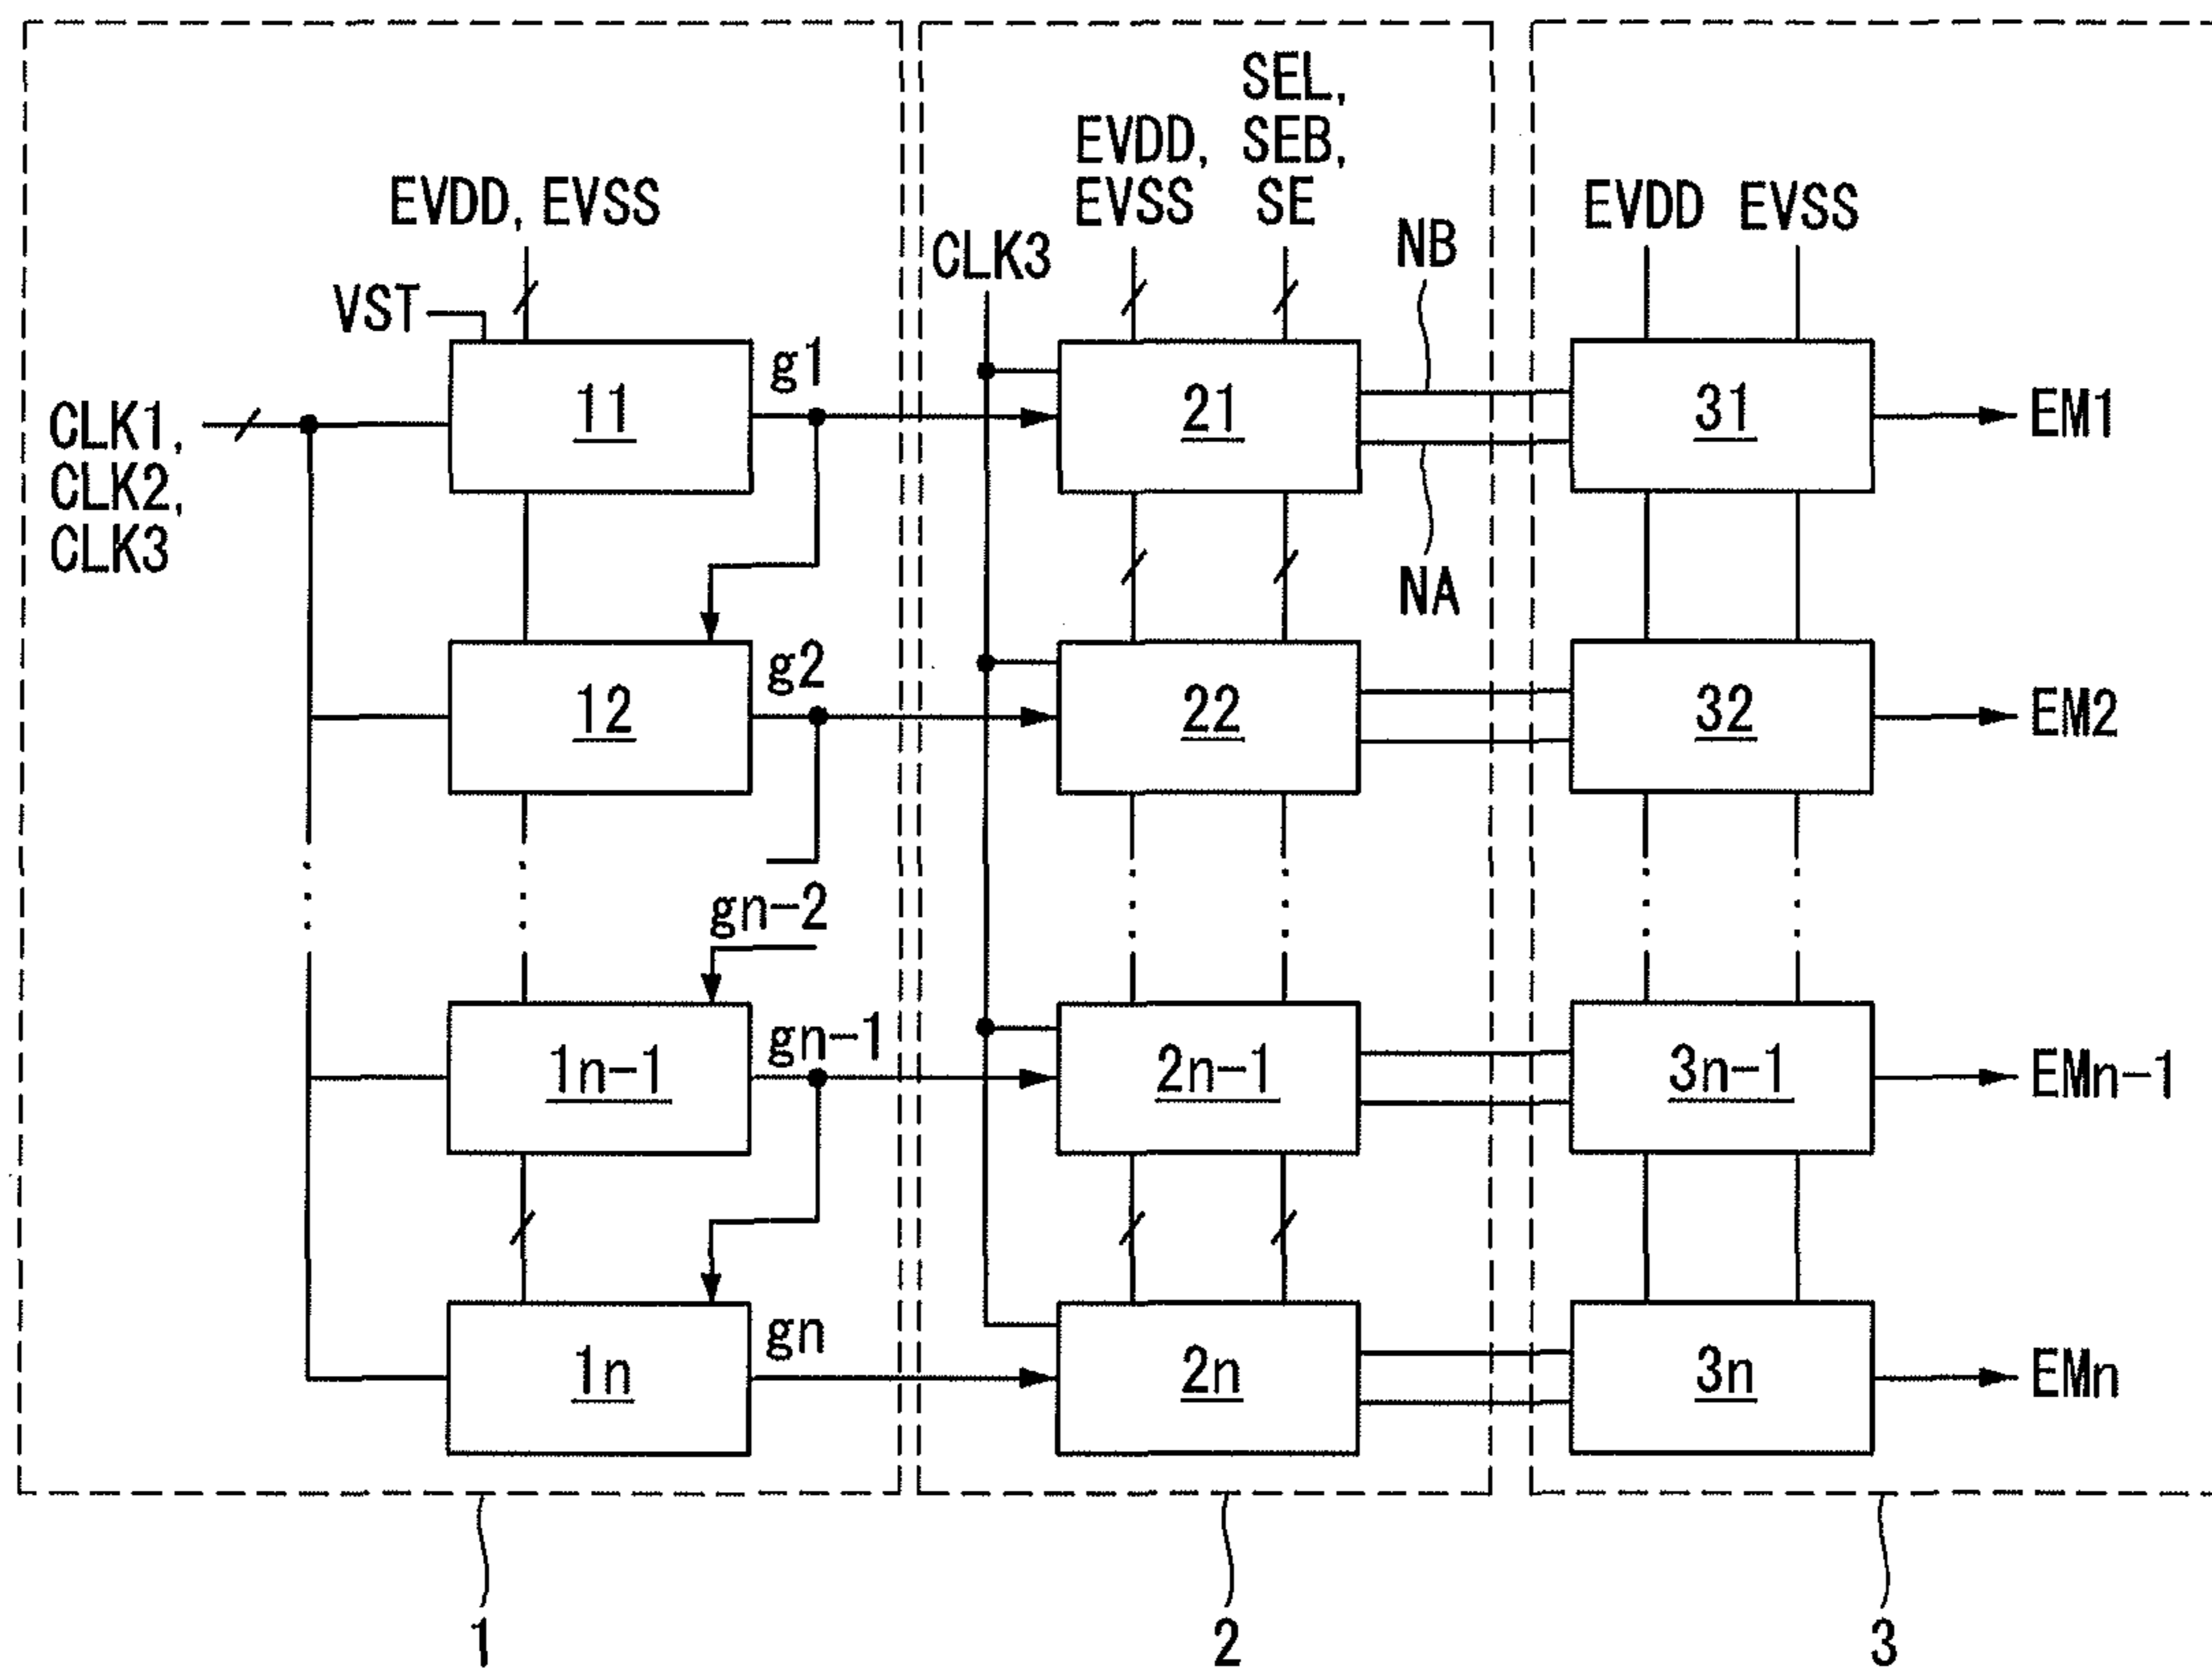 SEL,
EVDD, SEB,
EVDD, EVSS
EVSS SE
EVDD EVSS
CLK3
NB
VST
g1
CLK1,
CLK2,
CLK3
11
21
31
EM1
NA
g2
12
22
32
EM2
gn-2
gn-1
1n-1
2n-1
3n-1
EMn-1
gn
1n
2n
3n
EMn
1
2
3